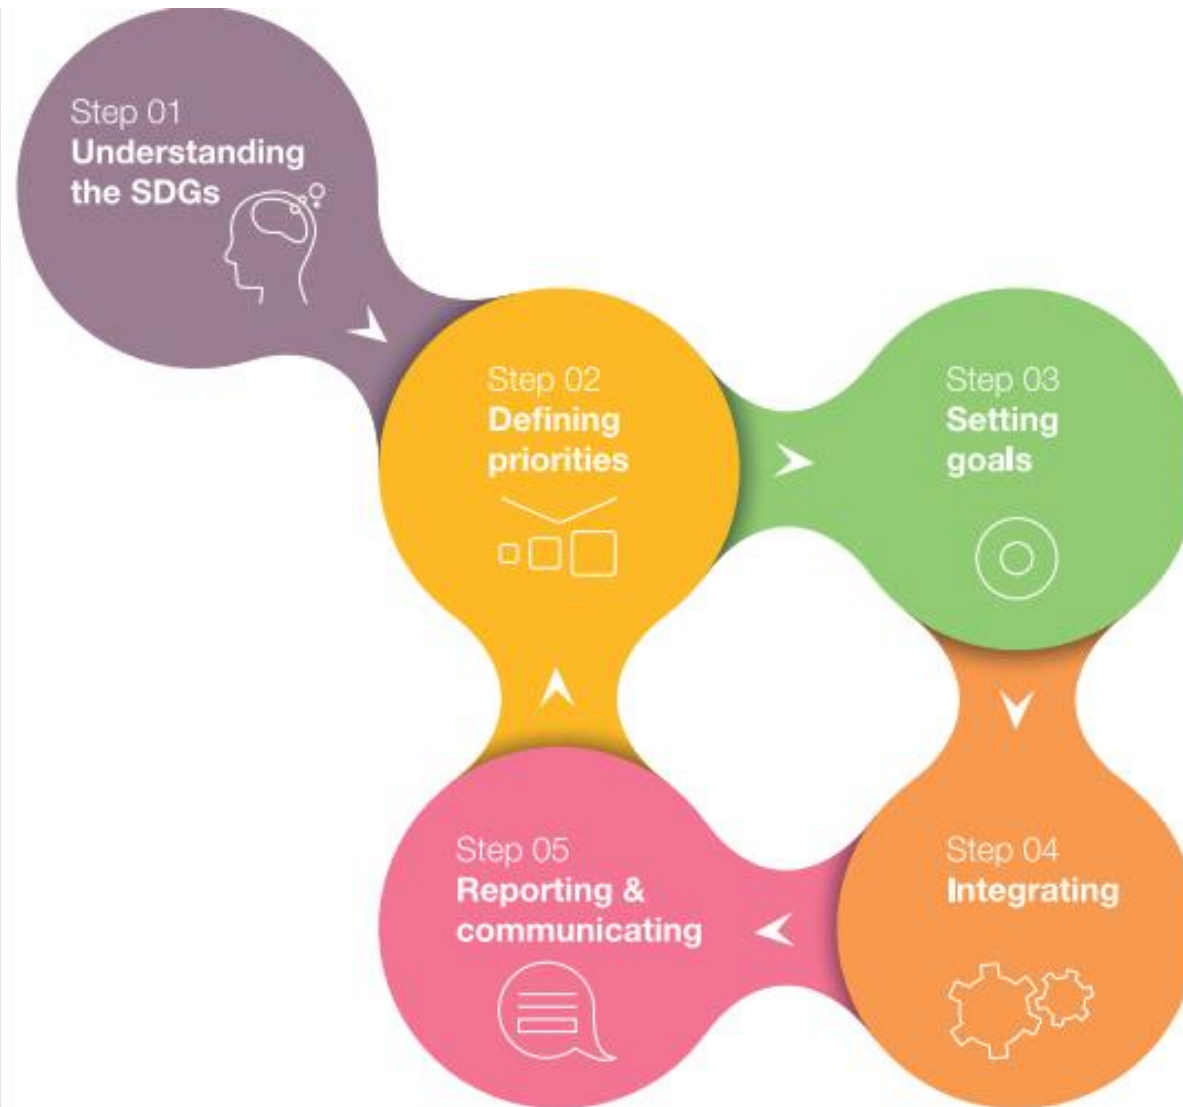 Step 01
Understanding
the SDGs
Step 02
Defining
priorities
Step 03
Setting
goals
Step 04
Integrating
Step 05
Reporting &
communicating